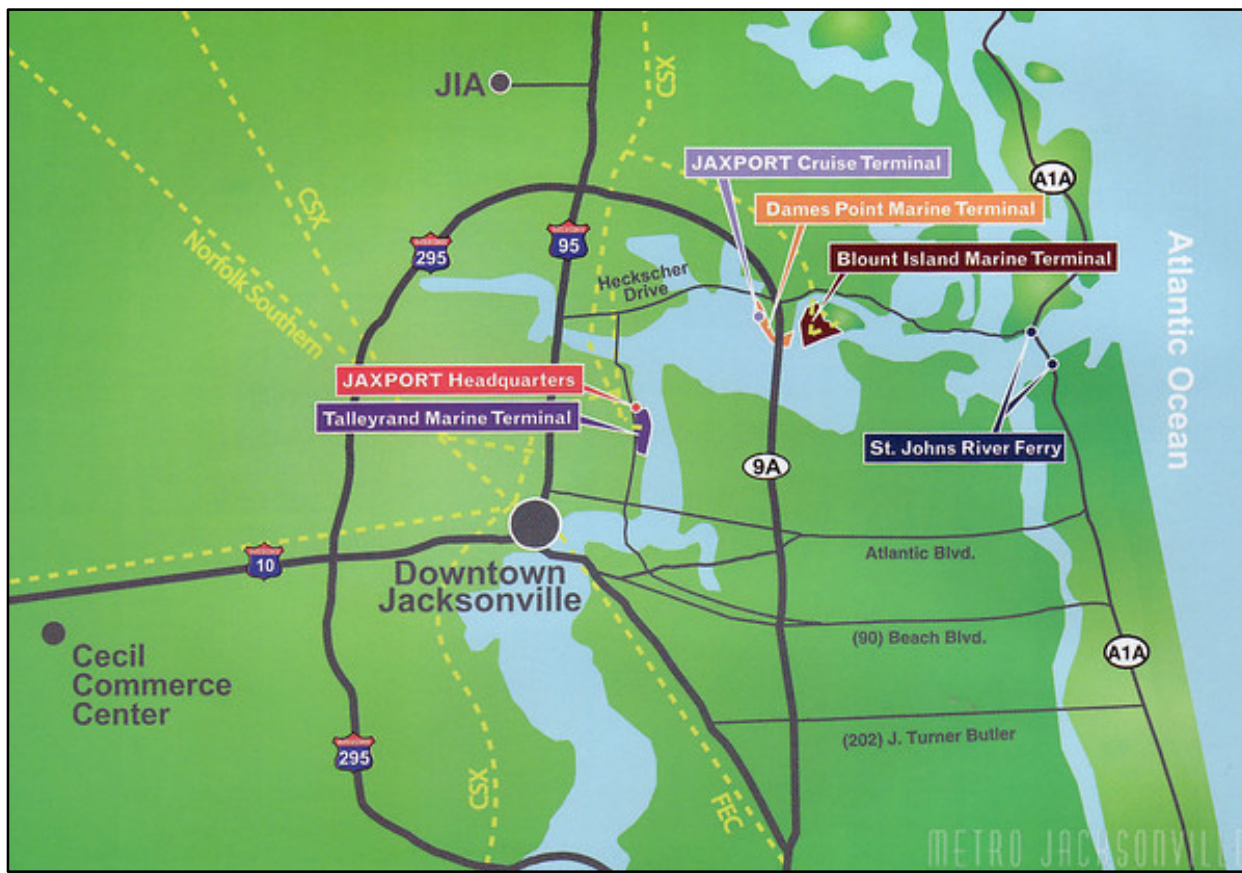 JIA
CSX
JAXPORT Cruise Terminal
A1A
Dames Point Marine Terminal
CSX
Norfolk Southern
295
95
Blount Island Marine Terminal
Heckscher
Drive
Atlantic Ocean
JAXPORT Headquarters
Talleyrand Marine Terminal
St. Johns River Ferry
9A
10
Atlantic Blvd.
Downtown
Jacksonville
(90) Beach Blvd.
A1A
Cecil
Commerce
Center
(202) J. Turner Butler
295
CSX
FEC
METRO JACKSONVILLE